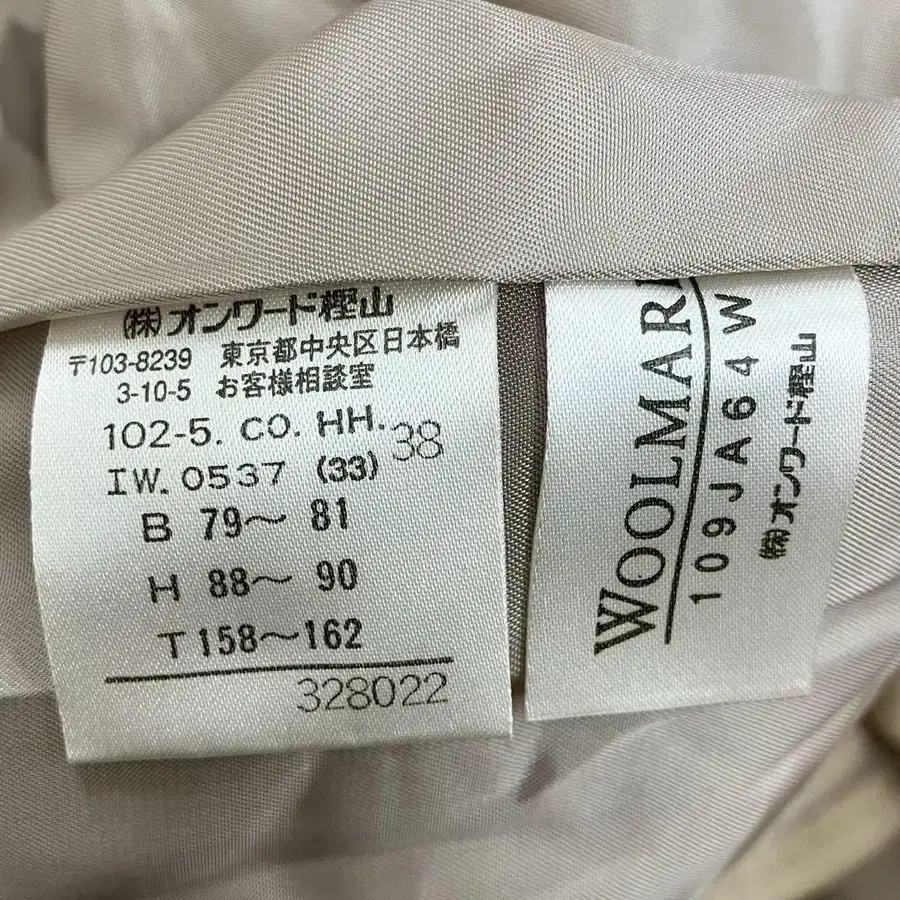 ㈱オンワード樫山
〒103-8239 東京都中央区日本橋
3-10-5 お客様相談室
102-5. CO. HH. 38
IW. 0537 (33)
B 79〜 81
H 88〜 90
T 158〜162
328022
WOOLMAR
109JA64W
㈱オンワード樫山